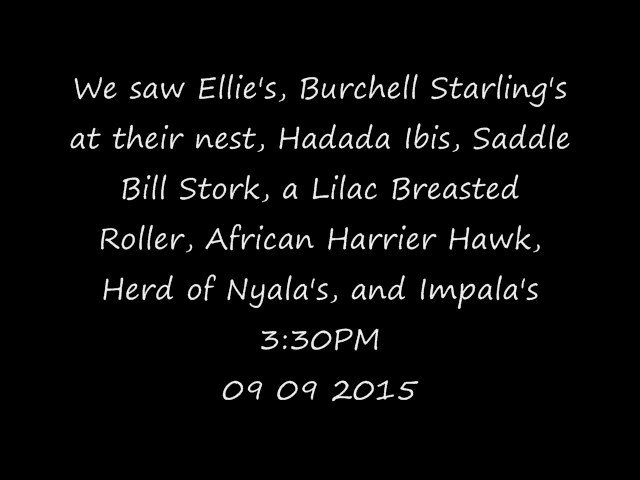 We saw Ellie's, Burchell Starling's
at their nest, Hadada Ibis, Saddle
Bill Stork, a Lilac Breasted
Roller, African Harrier Hawk,
Herd of Nyala's, and Impala's
3:30PM
09 09 2015